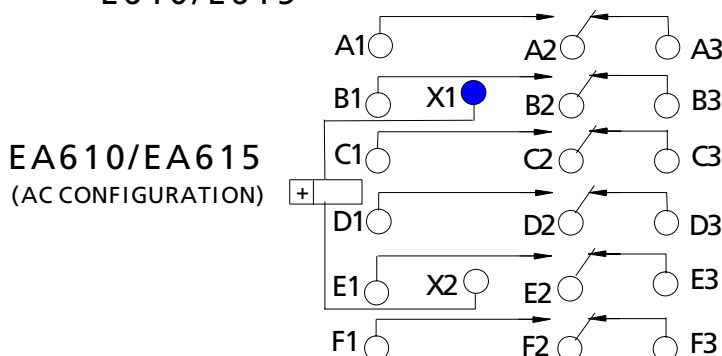 A1 A2 A3
B1 X1 B2 B3
EA610/EA615
C1 C2 C3
(AC CONFIGURATION)
+
D1 D2 D3
E1 X2 E2 E3
F1 F2 F3